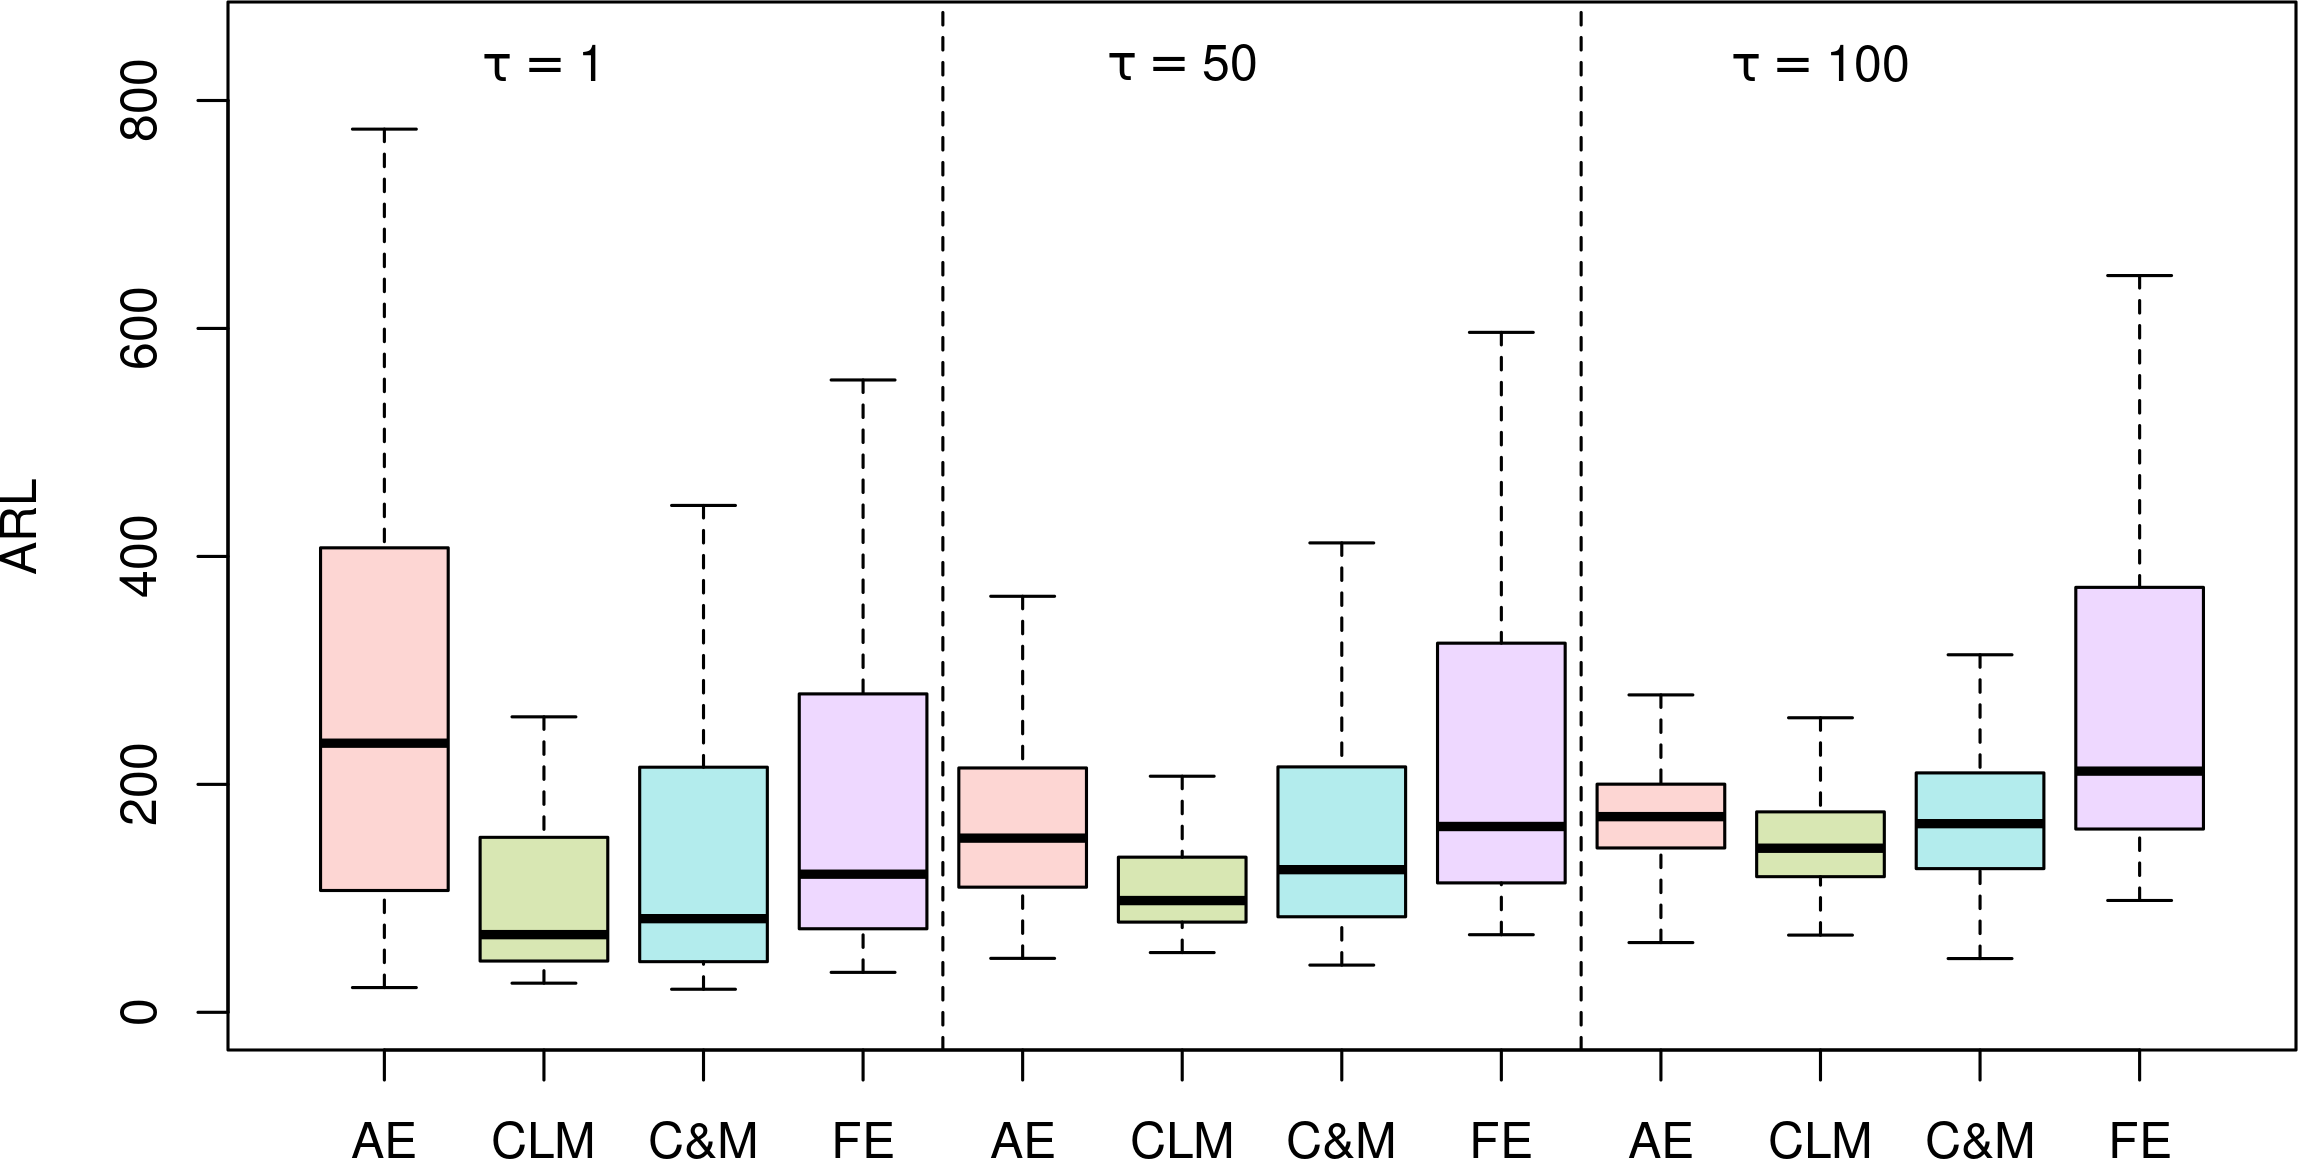 τ = 1
τ = 50
τ = 100
800
600
400
200
0
ARL
AE CLM C&M FE AE CLM C&M FE AE CLM C&M FE